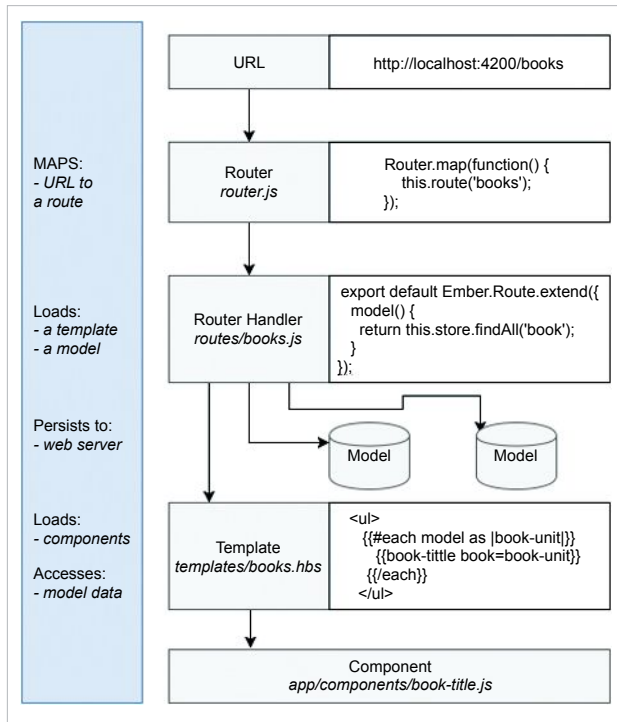 URL
http://localhost:4200/books
MAPS:
- URL to
a route
Router
router.js
Router.map(function() {
this.route('books');
});
Loads:
- a template
- a model
Router Handler
routes/books.js
export default Ember.Route.extend({
model() {
return this.store.findAll('book');
}
});
Persists to:
- web server
Model
Model
Loads:
- components
Accesses:
- model data
Template
templates/books.hbs
<ul>
{{#each model as |book-unit|}}
{{book-tittle book=book-unit}}
{{/each}}
</ul>
Component
app/components/book-title.js